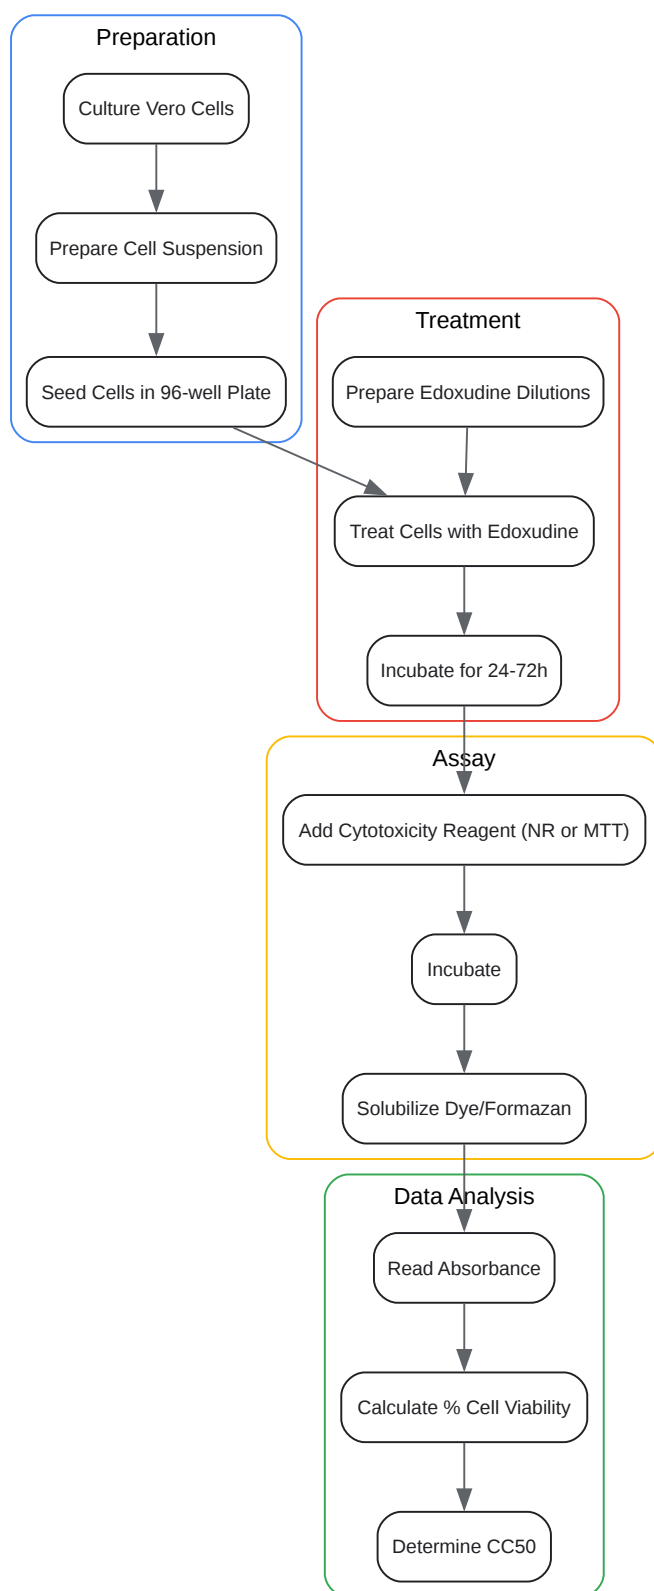 Preparation
Culture Vero Cells
Prepare Cell Suspension
Seed Cells in 96-well Plate
Treatment
Prepare Edoxudine Dilutions
Treat Cells with Edoxudine
Incubate for 24-72h
Assay
Add Cytotoxicity Reagent (NR or MTT)
Incubate
Solubilize Dye/Formazan
Data Analysis
Read Absorbance
Calculate % Cell Viability
Determine CC50